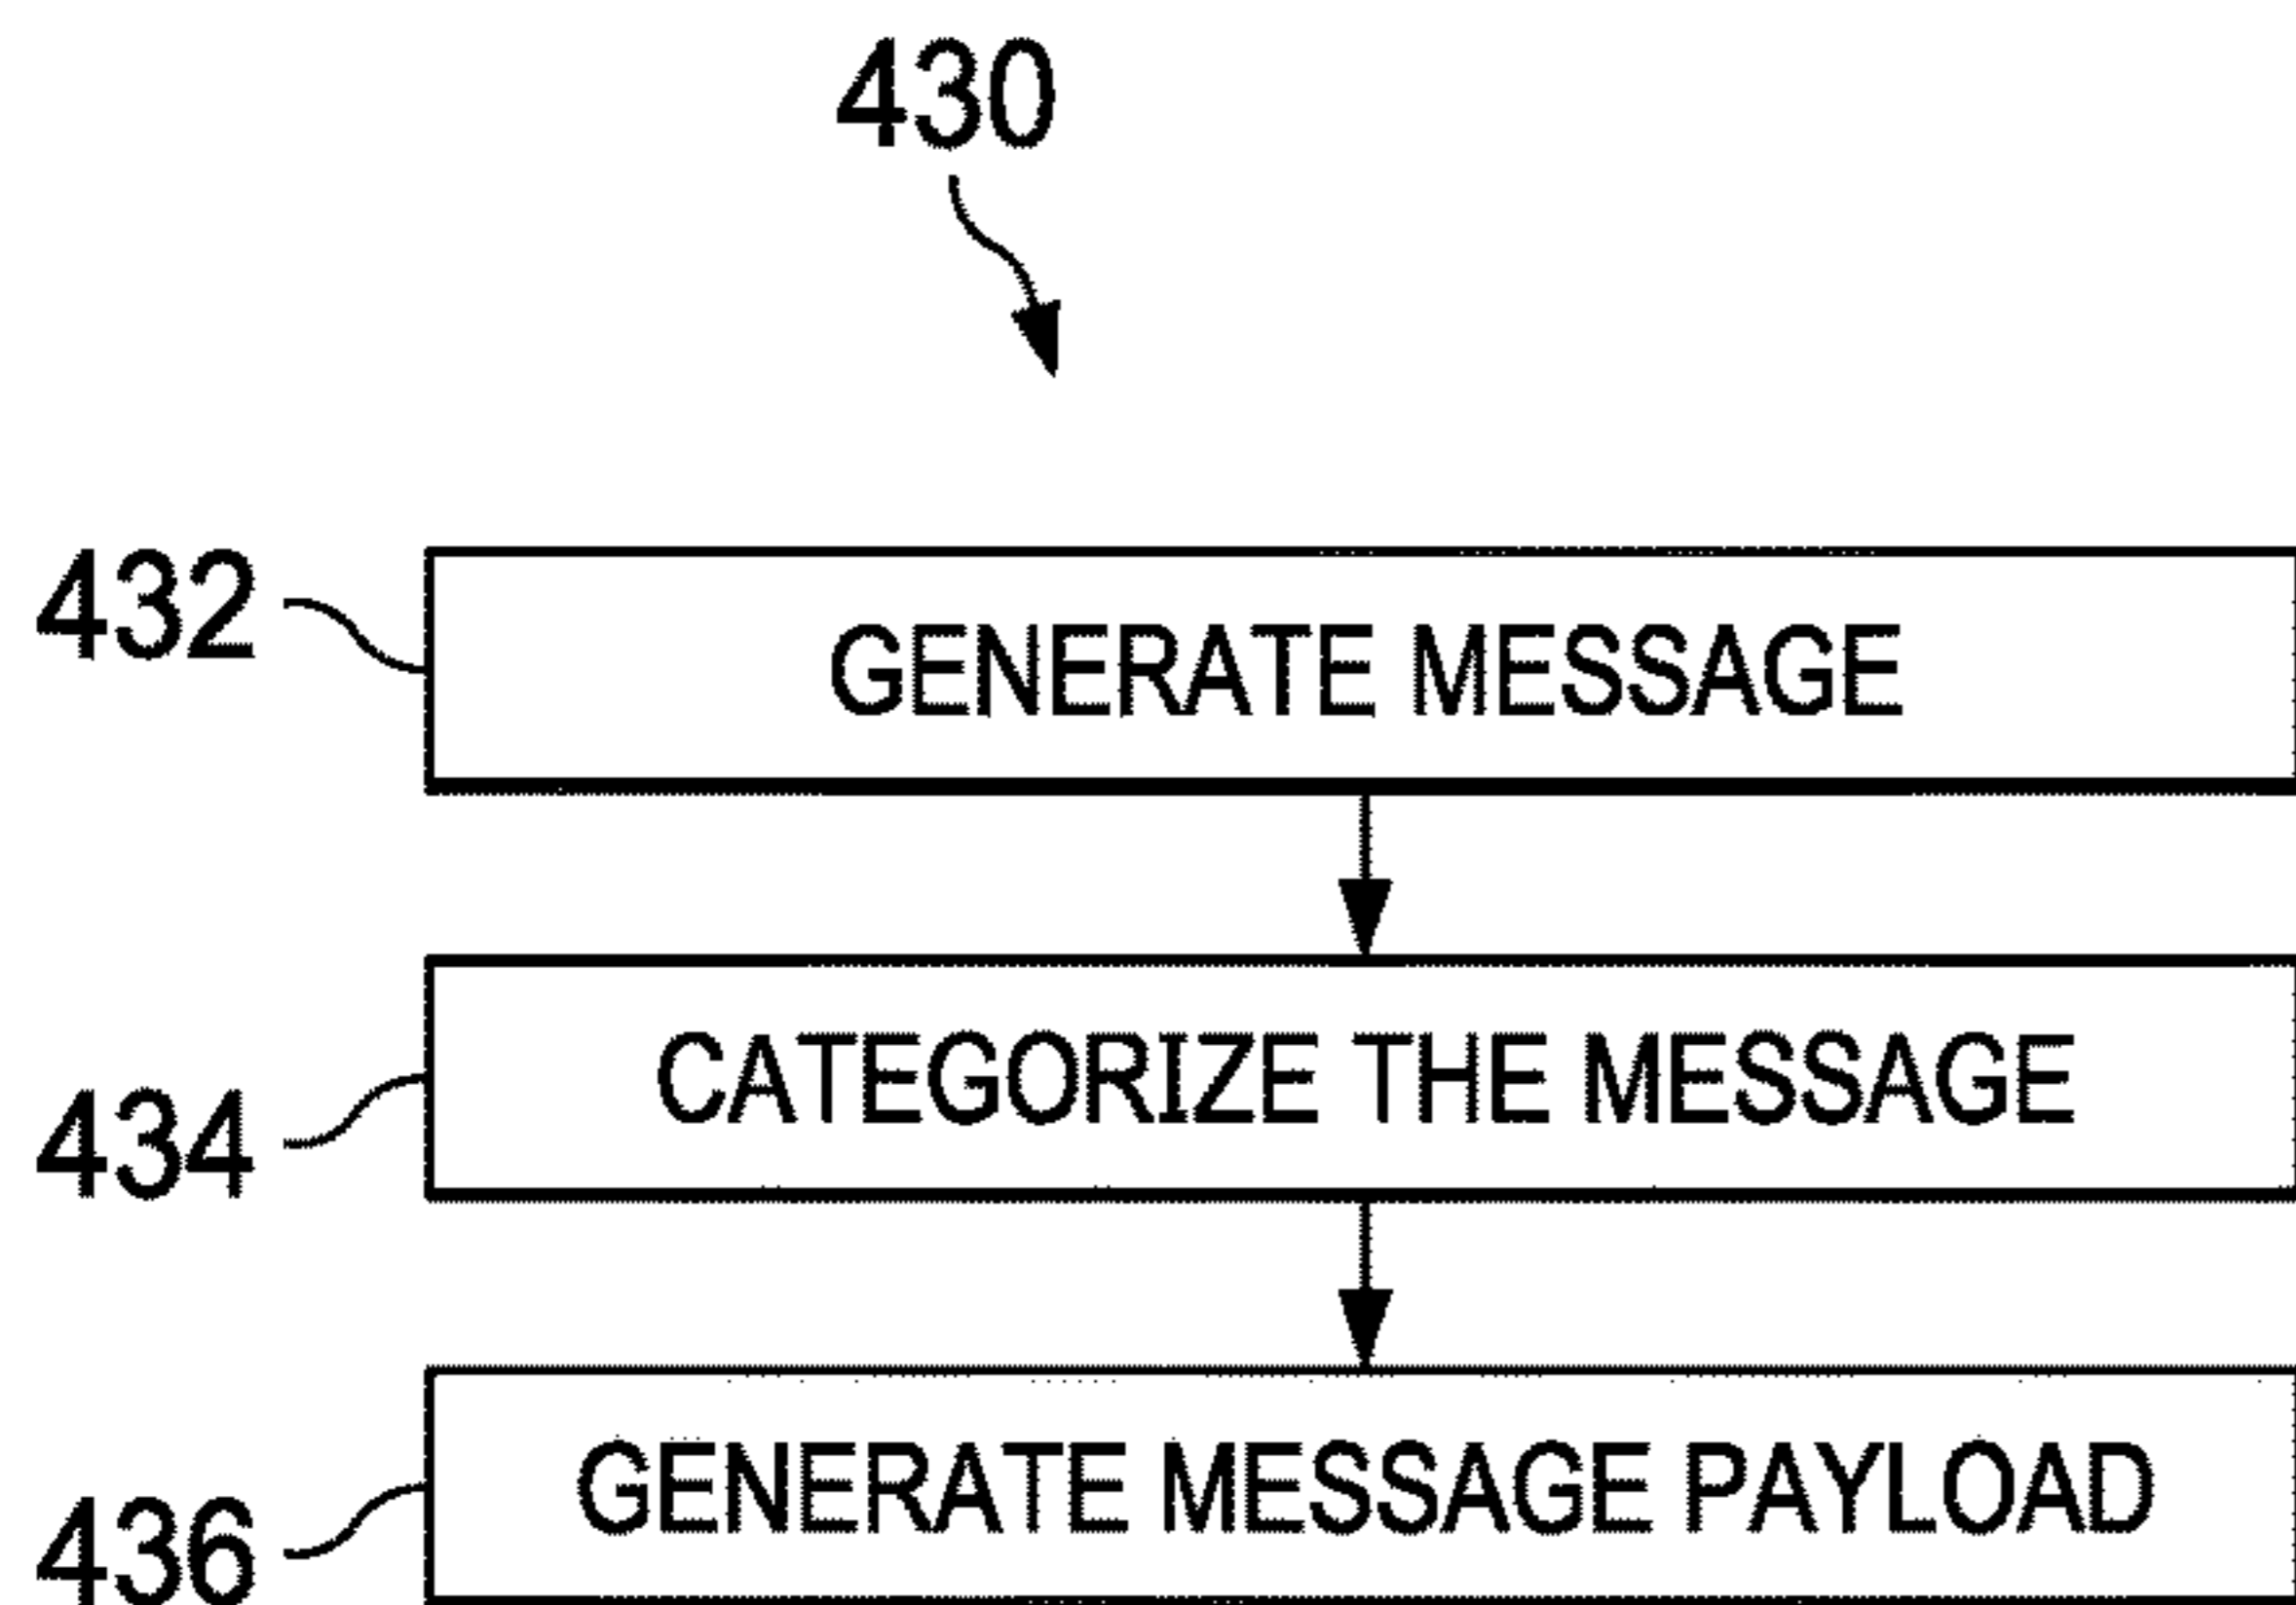 430
432
GENERATE MESSAGE
434
CATEGORIZE THE MESSAGE
436
GENERATE MESSAGE PAYLOAD